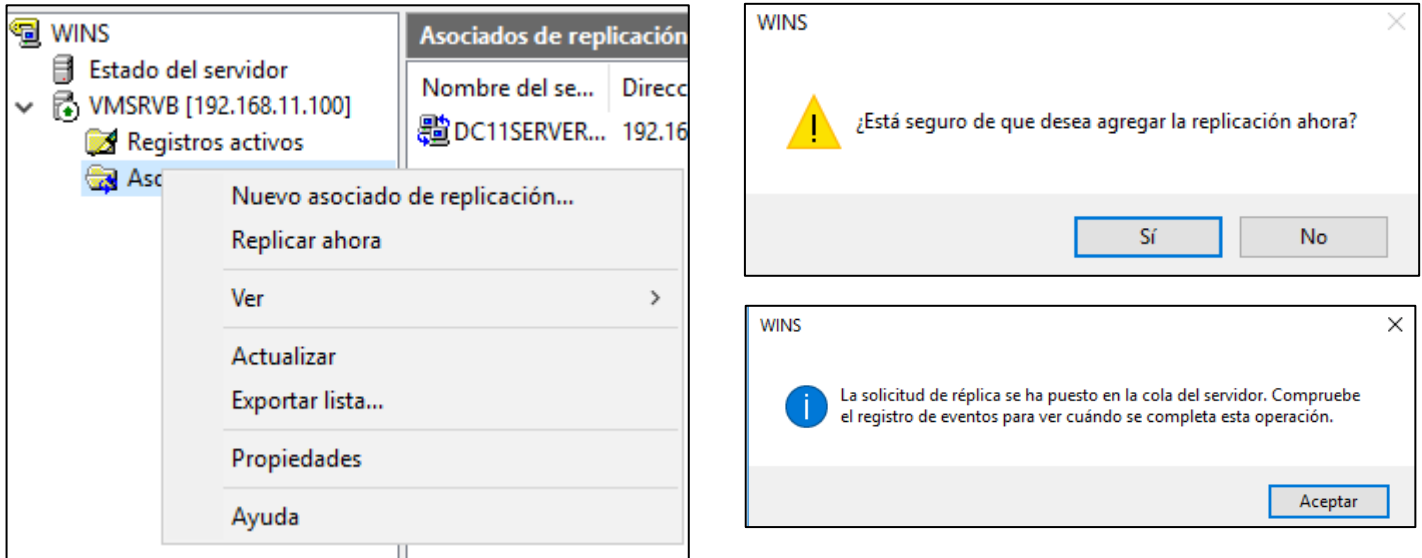 WINS
Estado del servidor
VMSRVB [192.168.11.100]
Registros activos
Asc
Asociados de replicación
Nombre del se... Direcc
DC11SERVER... 192.16
Nuevo asociado de replicación...
Replicar ahora
Ver
Actualizar
Exportar lista...
Propiedades
Ayuda
WINS
¿Está seguro de que desea agregar la replicación ahora?
Sí No
WINS
La solicitud de réplica se ha puesto en la cola del servidor. Compruebe
el registro de eventos para ver cuándo se completa esta operación.
Aceptar